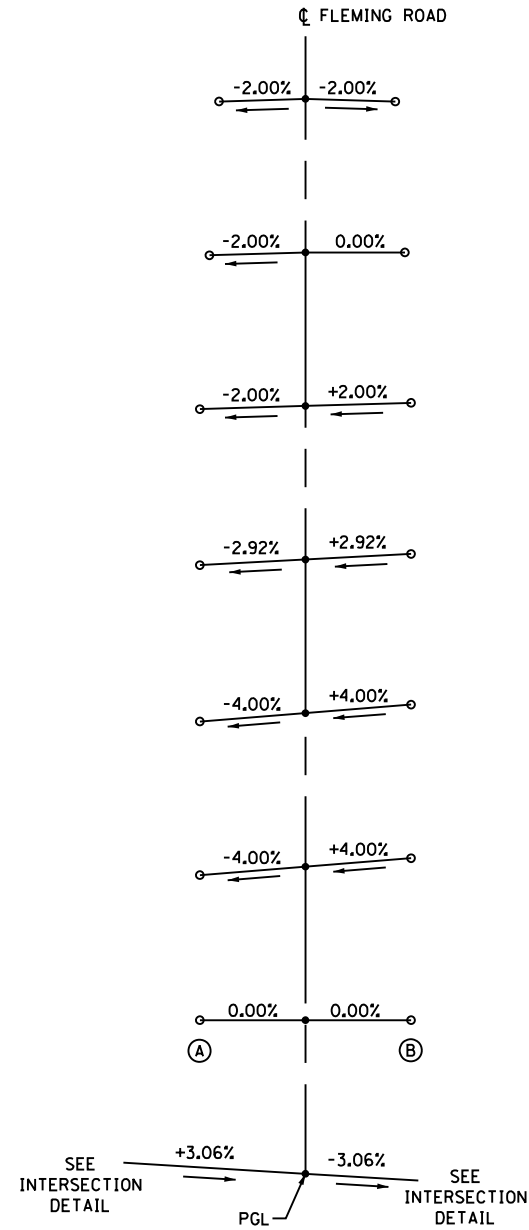 ℄ FLEMING ROAD
-2.00% -2.00%
-2.00% 0.00%
-2.00% +2.00%
-2.92% +2.92%
-4.00% +4.00%
-4.00% +4.00%
0.00% 0.00%
A B
+3.06% -3.06%
SEE
INTERSECTION
DETAIL
SEE
INTERSECTION
DETAIL
PGL